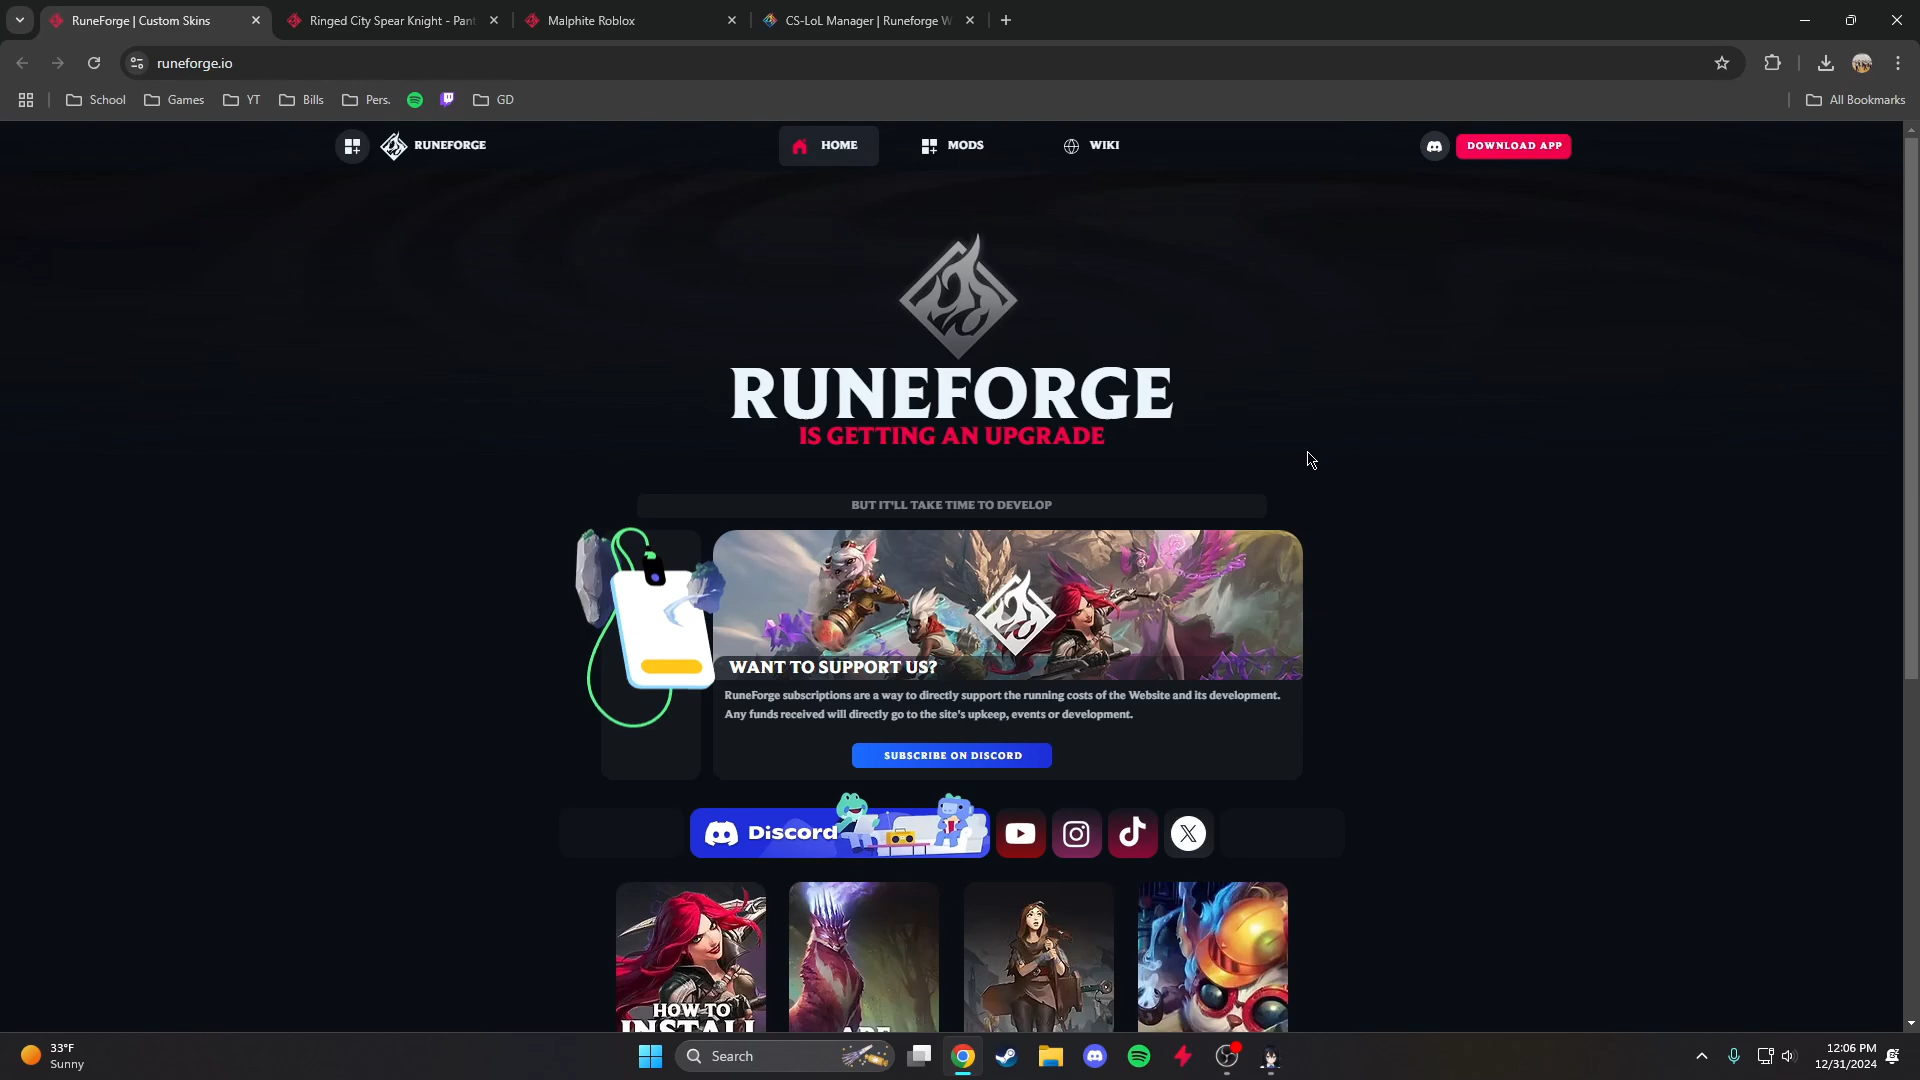 RuneForge | Custom Skins
Ringed City Spear Knight - Pant
Malphite Roblox
CS-LoL Manager | Runeforge W
runeforge.io
School
Games
YT
Bills
Pers.
GD
All Bookmarks
RUNEFORGE
HOME
MODS
WIKI
DOWNLOAD APP
RUNEFORGE
IS GETTING AN UPGRADE
BUT IT'LL TAKE TIME TO DEVELOP
WANT TO SUPPORT US?
RuneForge subscriptions are a way to directly support the running costs of the Website and its development.
Any funds received will directly go to the site's upkeep, events or development.
SUBSCRIBE ON DISCORD
Discord
HOW TO
INSTALL
ARE
33°F
Sunny
Search
12:06 PM
12/31/2024